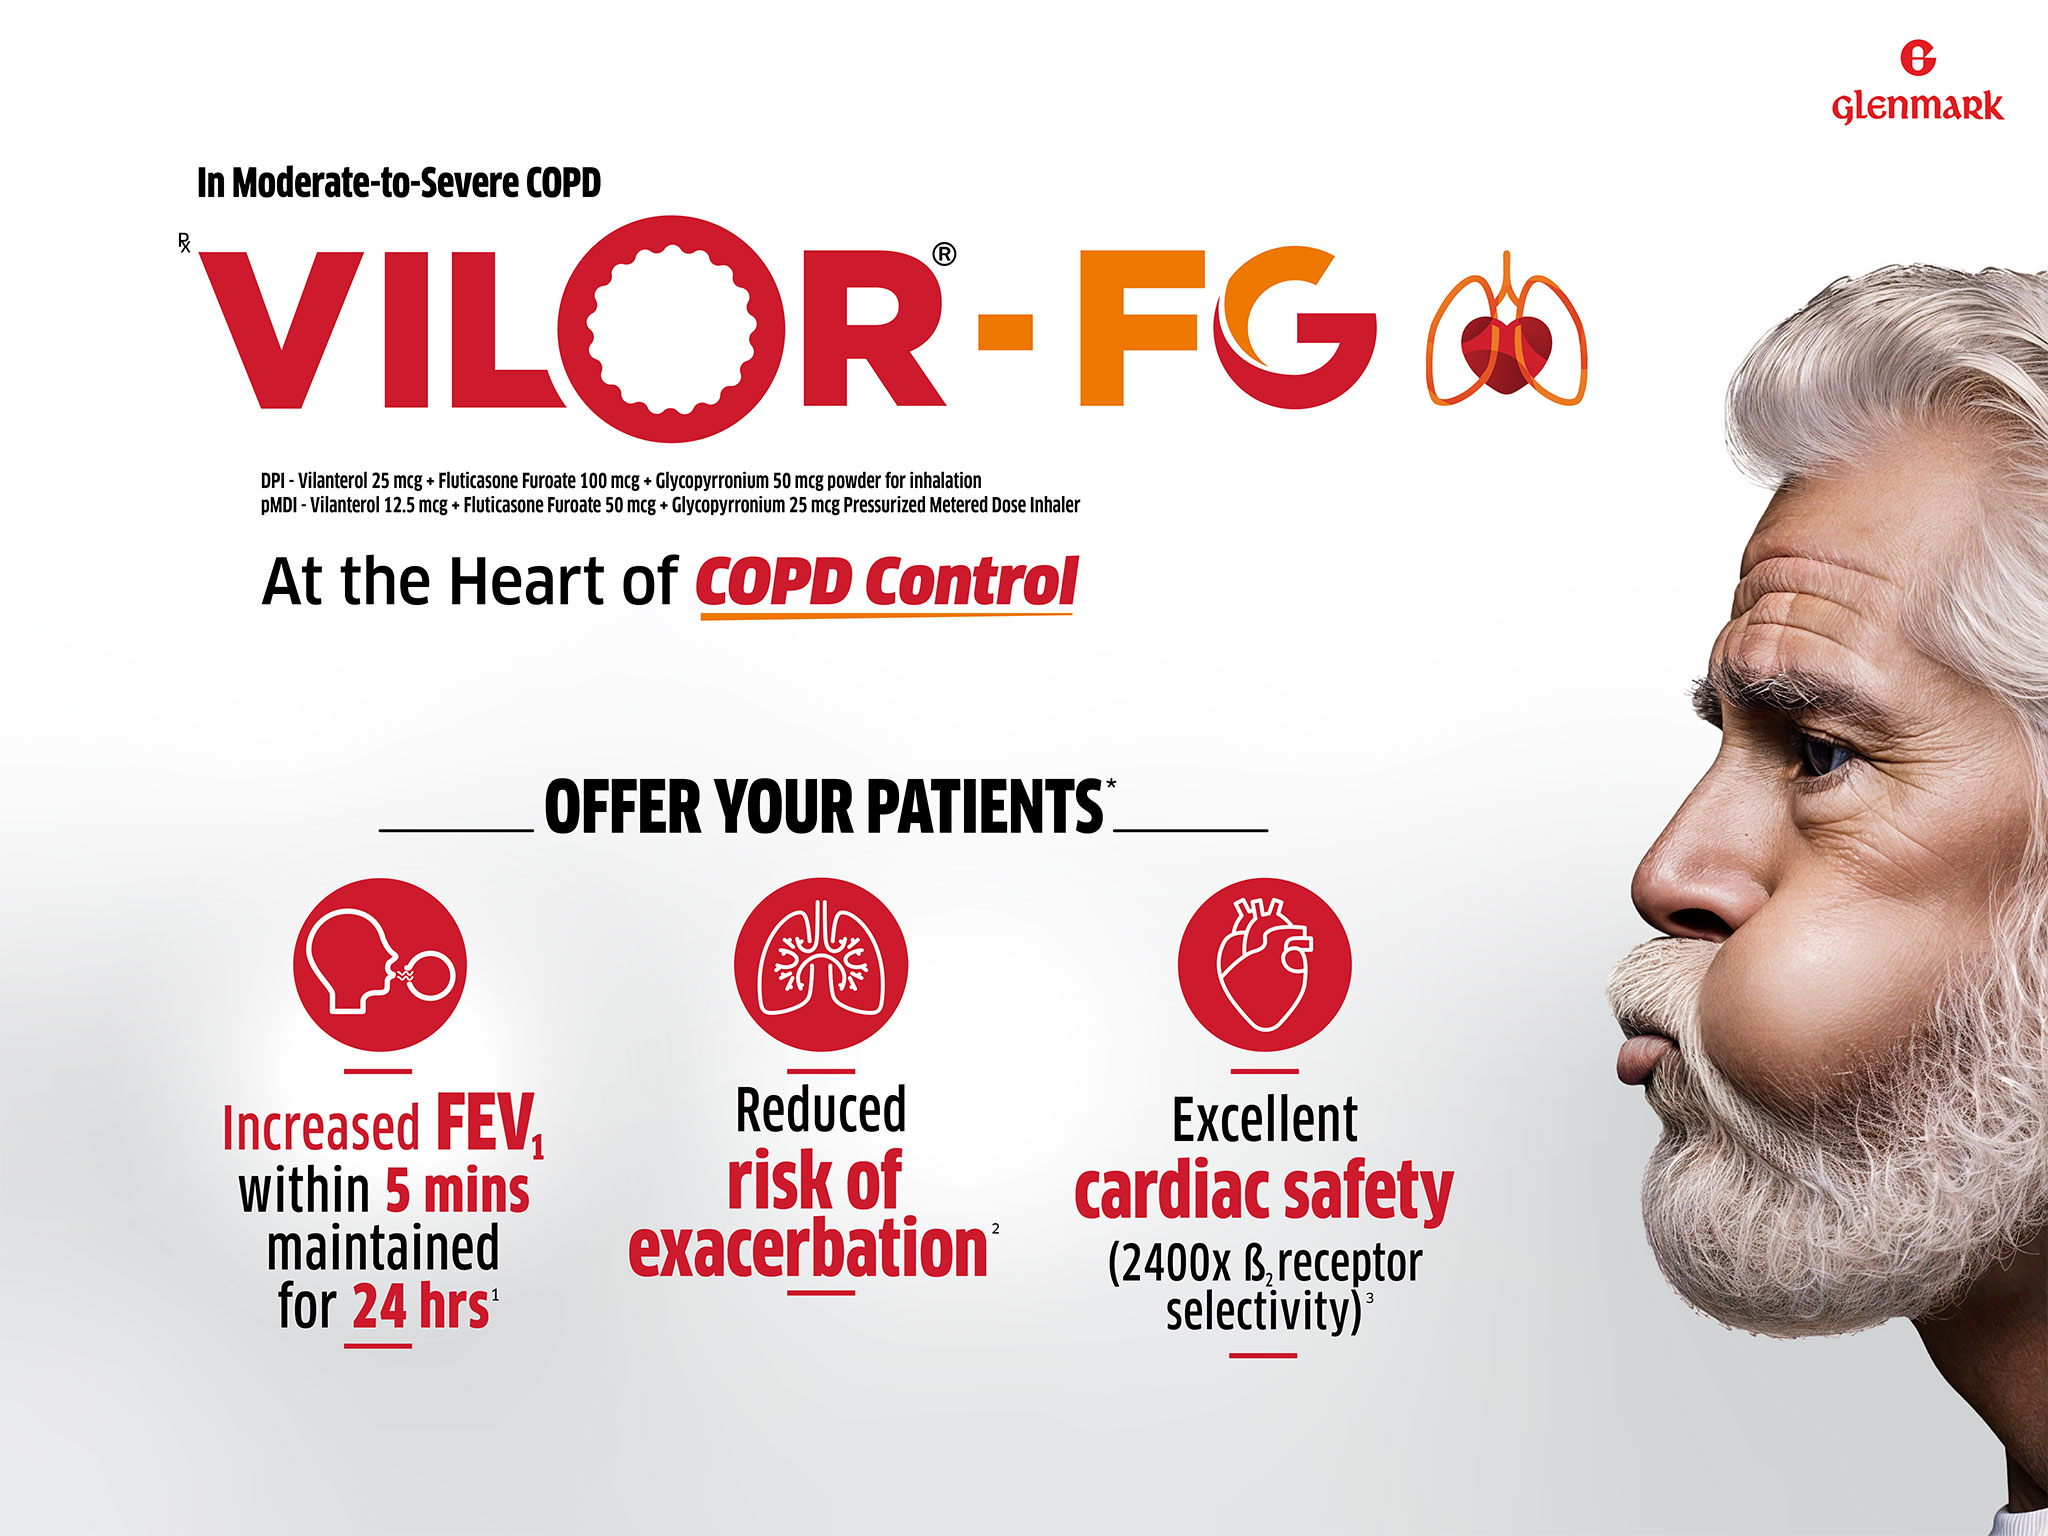 Glenmark
In Moderate-to-Severe COPD
Rx VILOR® - FG
DPI - Vilanterol 25 mcg + Fluticasone Furoate 100 mcg + Glycopyrronium 50 mcg powder for inhalation
pMDI - Vilanterol 12.5 mcg + Fluticasone Furoate 50 mcg + Glycopyrronium 25 mcg Pressurized Metered Dose Inhaler
At the Heart of COPD Control
OFFER YOUR PATIENTS*
Increased FEV₁
within 5 mins
maintained
for 24 hrs¹
Reduced
risk of
exacerbation²
Excellent
cardiac safety
(2400x ß₂ receptor
selectivity)³